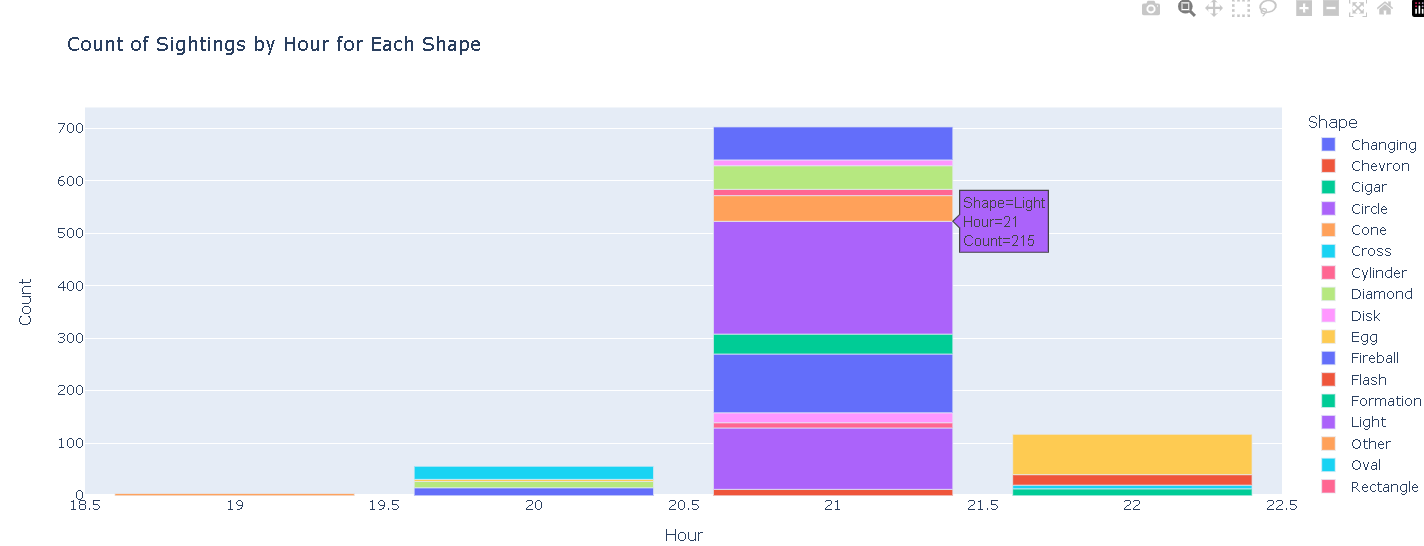 Count of Sightings by Hour for Each Shape
700
600
500
400
300
200
100
0
Count
18.5
19
19.5
20
20.5
21
21.5
22
22.5
Hour
Shape=Light
Hour=21
Count=215
Shape
Changing
Chevron
Cigar
Circle
Cone
Cross
Cylinder
Diamond
Disk
Egg
Fireball
Flash
Formation
Light
Other
Oval
Rectangle